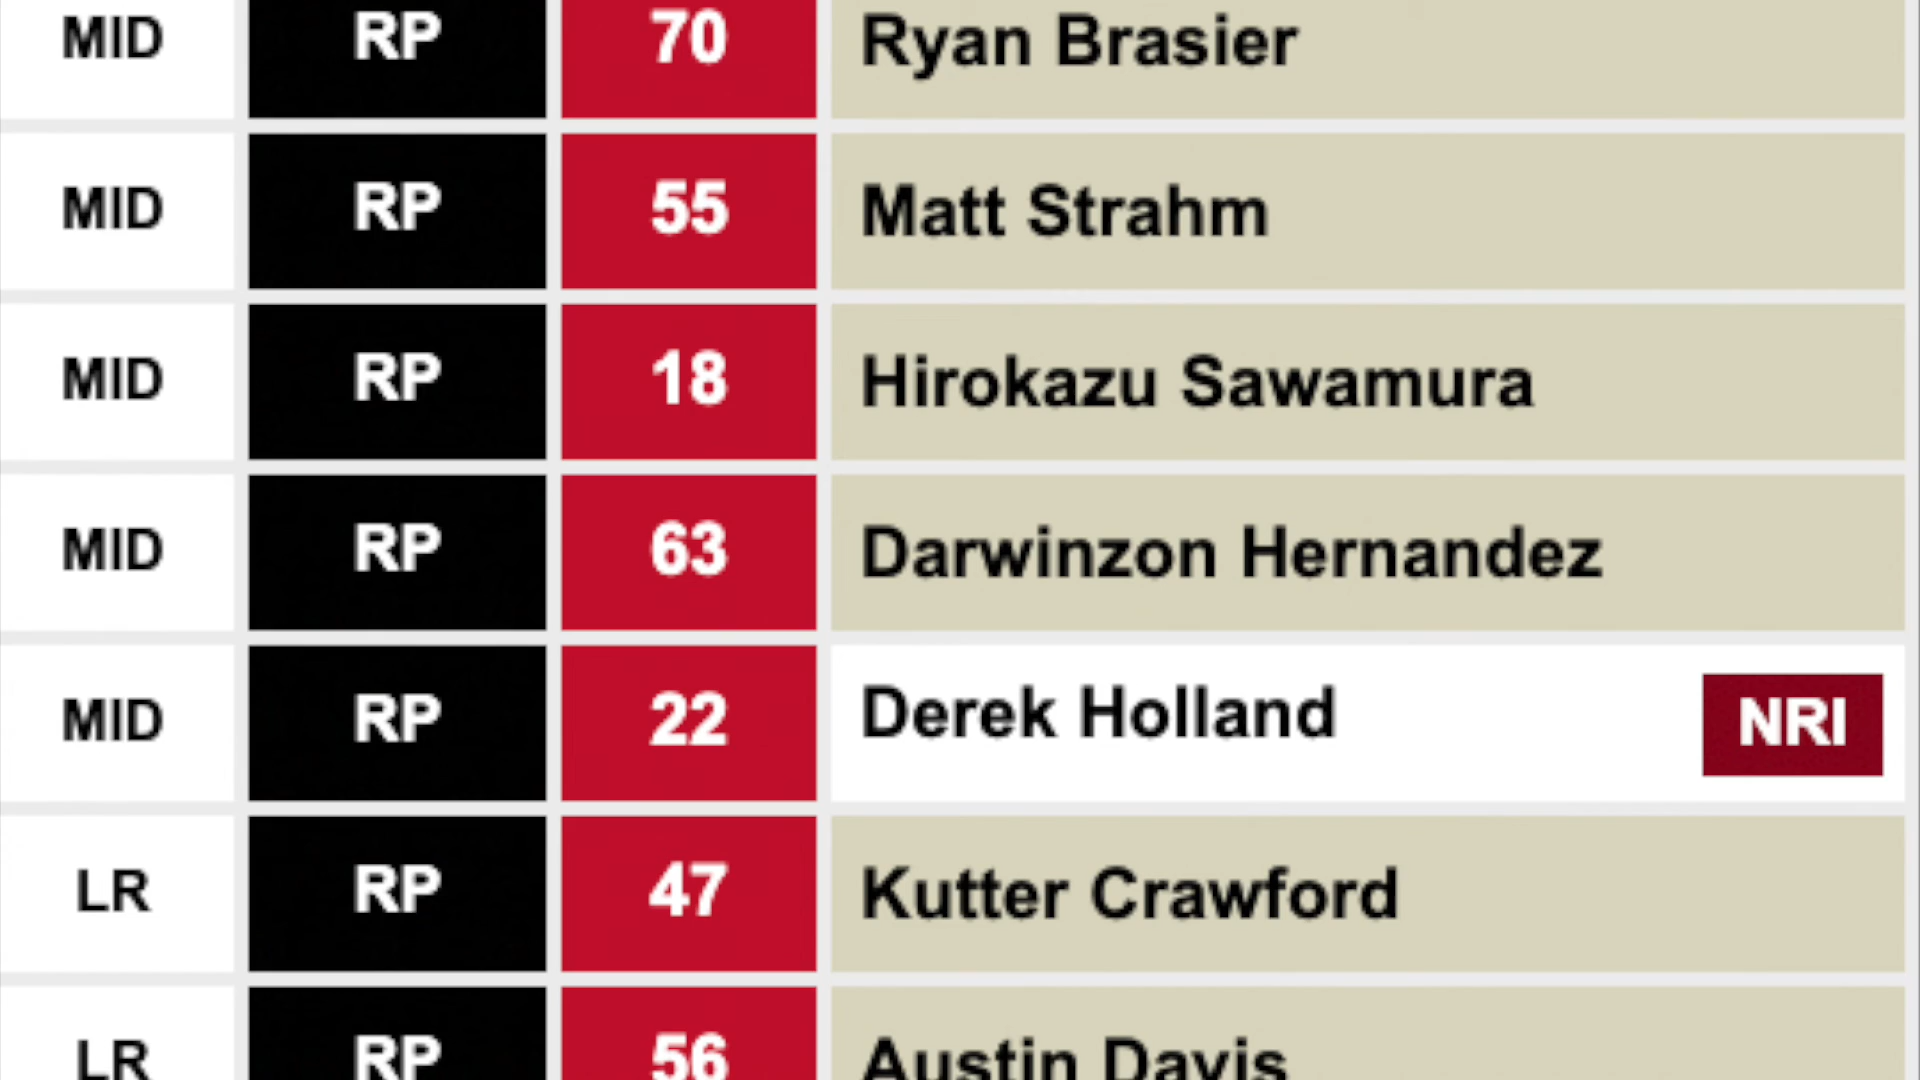 MID RP 70 Ryan Brasier
MID RP 55 Matt Strahm
MID RP 18 Hirokazu Sawamura
MID RP 63 Darwinzon Hernandez
MID RP 22 Derek Holland NRI
LR RP 47 Kutter Crawford
LR RP 56 Austin Davis